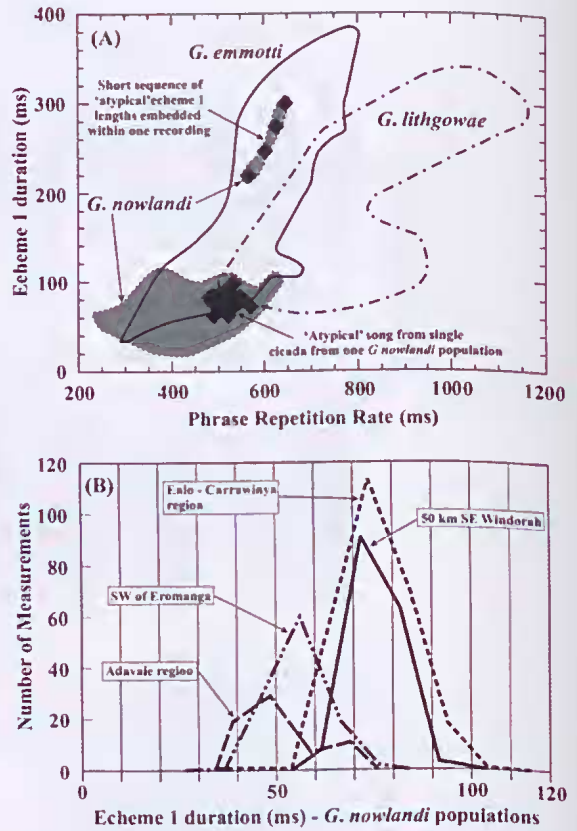 (A)
G. emmotti
Short sequence of
'atypical' echeme 1
lengths embedded
within one recording
G. lithgowae
G. nowlandi
'Atypical' song from single
cicada from one G nowlandi population
Echeme 1 duration (ms)
400
300
200
100
0
200
400
600
800
1000
1200
Phrase Repetition Rate (ms)
(B)
Eulo - Currawinya
region
50 km SE Windorah
SW of Eromanga
Adavale region
Number of Measurements
120
100
80
60
40
20
0
50
100
120
Echeme 1 duration (ms) - G. nowlandi populations